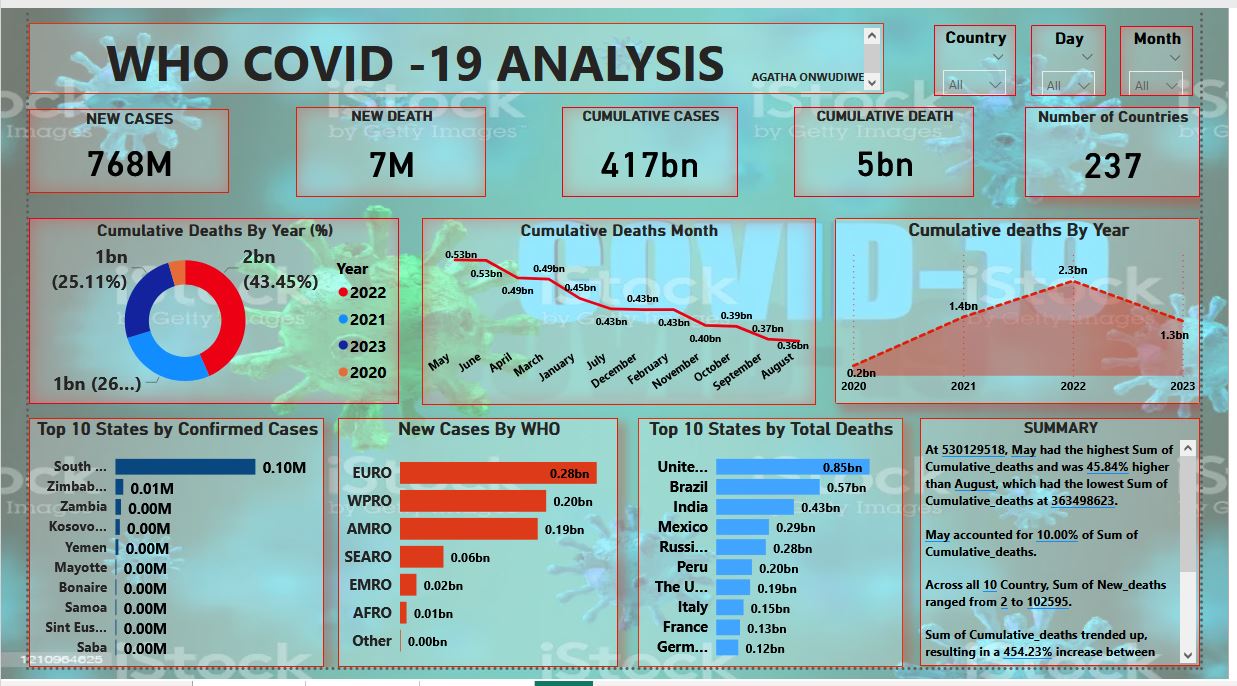 WHO COVID -19 ANALYSIS
AGATHA ONWUDIWE
Country
All
Day
All
Month
All
NEW CASES
768M
NEW DEATH
7M
CUMULATIVE CASES
417bn
CUMULATIVE DEATH
5bn
Number of Countries
237
Cumulative Deaths By Year (%)
1bn
(25.11%)
2bn
(43.45%)
1bn (26...)
Year
2022
2021
2023
2020
Cumulative Deaths Month
0.53bn
0.53bn
0.49bn
0.49bn
0.45bn
0.43bn
0.43bn
0.43bn
0.40bn
0.39bn
0.37bn
0.36bn
May
June
April
March
January
July
December
February
November
October
September
August
Cumulative deaths By Year
0.2bn
1.4bn
2.3bn
1.3bn
2020
2021
2022
2023
Top 10 States by Confirmed Cases
South ... 0.10M
Zimbab... 0.01M
Zambia 0.00M
Kosovo... 0.00M
Yemen 0.00M
Mayotte 0.00M
Bonaire 0.00M
Samoa 0.00M
Sint Eus... 0.00M
Saba 0.00M
New Cases By WHO
EURO 0.28bn
WPRO 0.20bn
AMRO 0.19bn
SEARO 0.06bn
EMRO 0.02bn
AFRO 0.01bn
Other 0.00bn
Top 10 States by Total Deaths
Unite... 0.85bn
Brazil 0.57bn
India 0.43bn
Mexico 0.29bn
Russi... 0.28bn
Peru 0.20bn
The U... 0.19bn
Italy 0.15bn
France 0.13bn
Germ... 0.12bn
SUMMARY
At 530129518, May had the highest Sum of
Cumulative_deaths and was 45.84% higher
than August, which had the lowest Sum of
Cumulative_deaths at 363498623.
May accounted for 10.00% of Sum of
Cumulative_deaths.
Across all 10 Country, Sum of New_deaths
ranged from 2 to 102595.
Sum of Cumulative_deaths trended up,
resulting in a 454.23% increase between
COVID-19
iStock
by Getty Images
1210964625